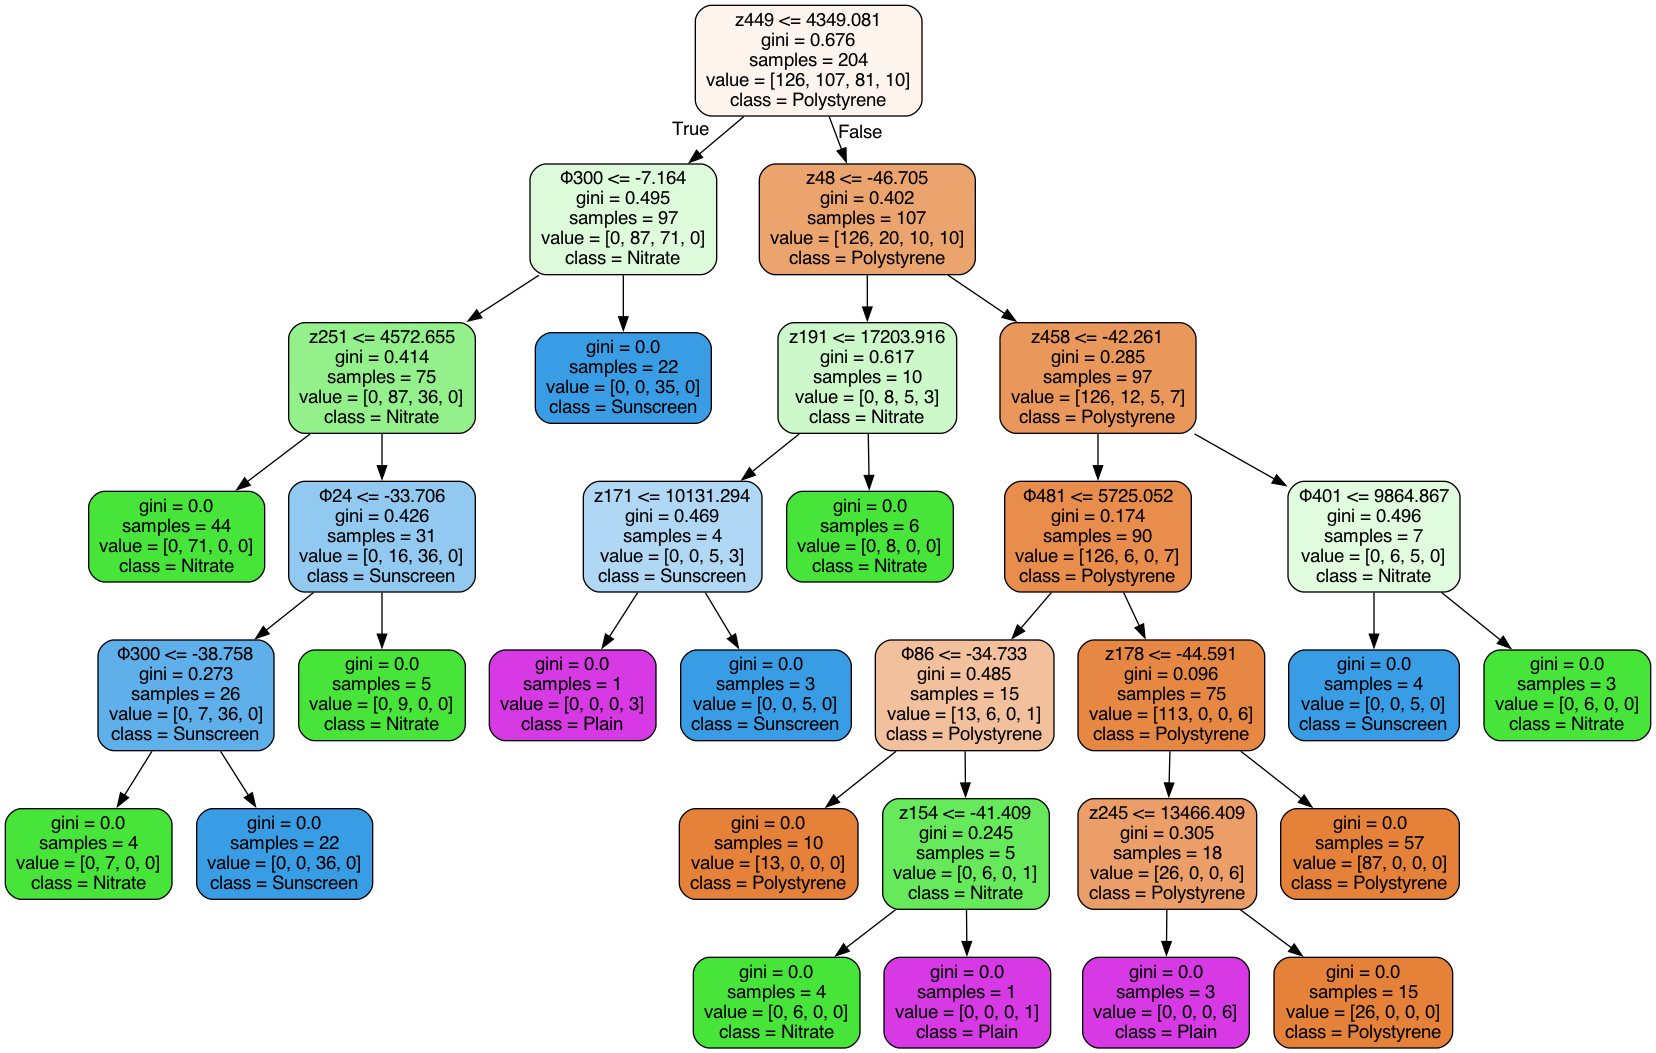 z449 <= 4349.081
gini = 0.676
samples = 204
value = [126, 107, 81, 10]
class = Polystyrene
True
False
Φ300 <= -7.164
gini = 0.495
samples = 97
value = [0, 87, 71, 0]
class = Nitrate
z48 <= -46.705
gini = 0.402
samples = 107
value = [126, 20, 10, 10]
class = Polystyrene
z251 <= 4572.655
gini = 0.414
samples = 75
value = [0, 87, 36, 0]
class = Nitrate
gini = 0.0
samples = 22
value = [0, 0, 35, 0]
class = Sunscreen
z191 <= 17203.916
gini = 0.617
samples = 10
value = [0, 8, 5, 3]
class = Nitrate
z458 <= -42.261
gini = 0.285
samples = 97
value = [126, 12, 5, 7]
class = Polystyrene
gini = 0.0
samples = 44
value = [0, 71, 0, 0]
class = Nitrate
Φ24 <= -33.706
gini = 0.426
samples = 31
value = [0, 16, 36, 0]
class = Sunscreen
z171 <= 10131.294
gini = 0.469
samples = 4
value = [0, 0, 5, 3]
class = Sunscreen
gini = 0.0
samples = 6
value = [0, 8, 0, 0]
class = Nitrate
Φ481 <= 5725.052
gini = 0.174
samples = 90
value = [126, 6, 0, 7]
class = Polystyrene
Φ401 <= 9864.867
gini = 0.496
samples = 7
value = [0, 6, 5, 0]
class = Nitrate
Φ300 <= -38.758
gini = 0.273
samples = 26
value = [0, 7, 36, 0]
class = Sunscreen
gini = 0.0
samples = 5
value = [0, 9, 0, 0]
class = Nitrate
gini = 0.0
samples = 1
value = [0, 0, 0, 3]
class = Plain
gini = 0.0
samples = 3
value = [0, 0, 5, 0]
class = Sunscreen
Φ86 <= -34.733
gini = 0.485
samples = 15
value = [13, 6, 0, 1]
class = Polystyrene
z178 <= -44.591
gini = 0.096
samples = 75
value = [113, 0, 0, 6]
class = Polystyrene
gini = 0.0
samples = 4
value = [0, 0, 5, 0]
class = Sunscreen
gini = 0.0
samples = 3
value = [0, 6, 0, 0]
class = Nitrate
gini = 0.0
samples = 4
value = [0, 7, 0, 0]
class = Nitrate
gini = 0.0
samples = 22
value = [0, 0, 36, 0]
class = Sunscreen
gini = 0.0
samples = 10
value = [13, 0, 0, 0]
class = Polystyrene
z154 <= -41.409
gini = 0.245
samples = 5
value = [0, 6, 0, 1]
class = Nitrate
z245 <= 13466.409
gini = 0.305
samples = 18
value = [26, 0, 0, 6]
class = Polystyrene
gini = 0.0
samples = 57
value = [87, 0, 0, 0]
class = Polystyrene
gini = 0.0
samples = 4
value = [0, 6, 0, 0]
class = Nitrate
gini = 0.0
samples = 1
value = [0, 0, 0, 1]
class = Plain
gini = 0.0
samples = 3
value = [0, 0, 0, 6]
class = Plain
gini = 0.0
samples = 15
value = [26, 0, 0, 0]
class = Polystyrene